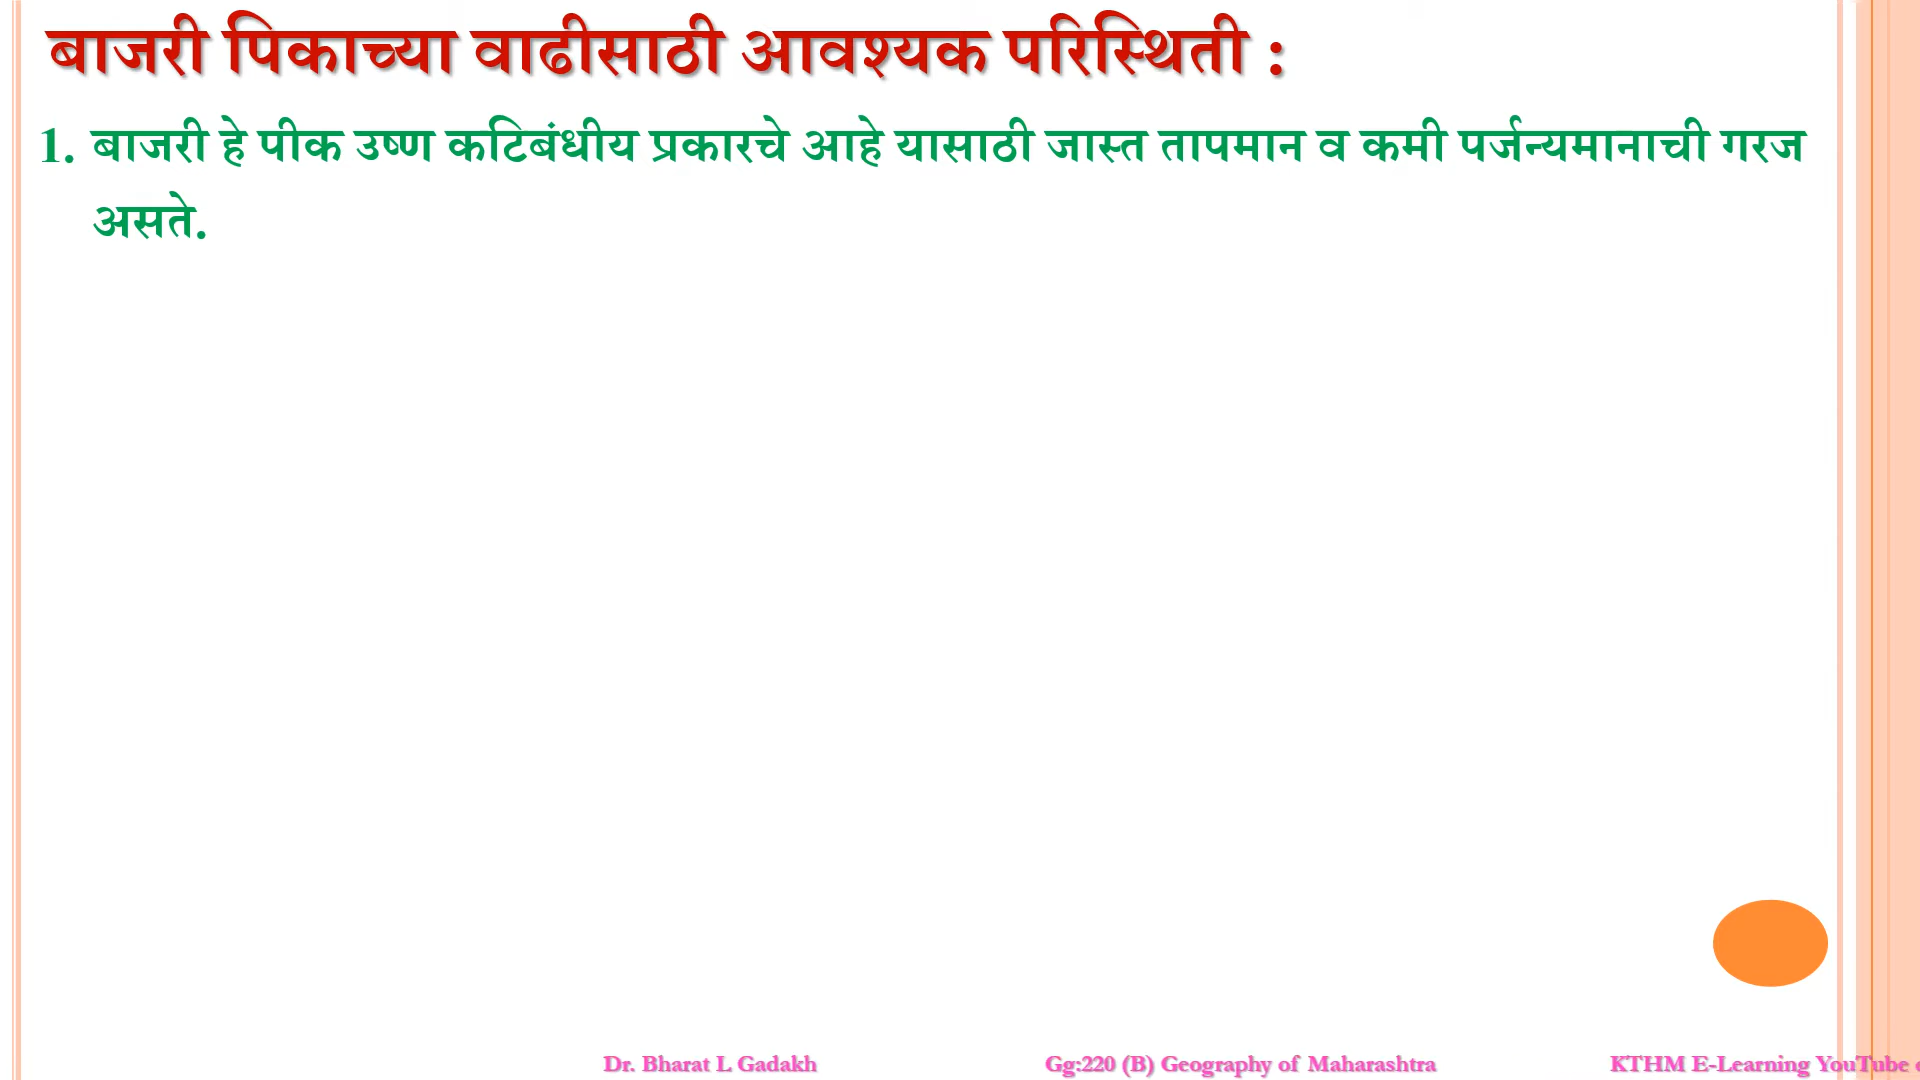 बाजरी पिकाच्या वाढीसाठी आवश्यक परिस्थिती :
1. बाजरी हे पीक उष्ण कटिबंधीय प्रकारचे आहे यासाठी जास्त तापमान व कमी पर्जन्यमानाची गरज
असते.
Dr. Bharat L Gadakh Gg:220 (B) Geography of Maharashtra KTHM E-Learning YouTube